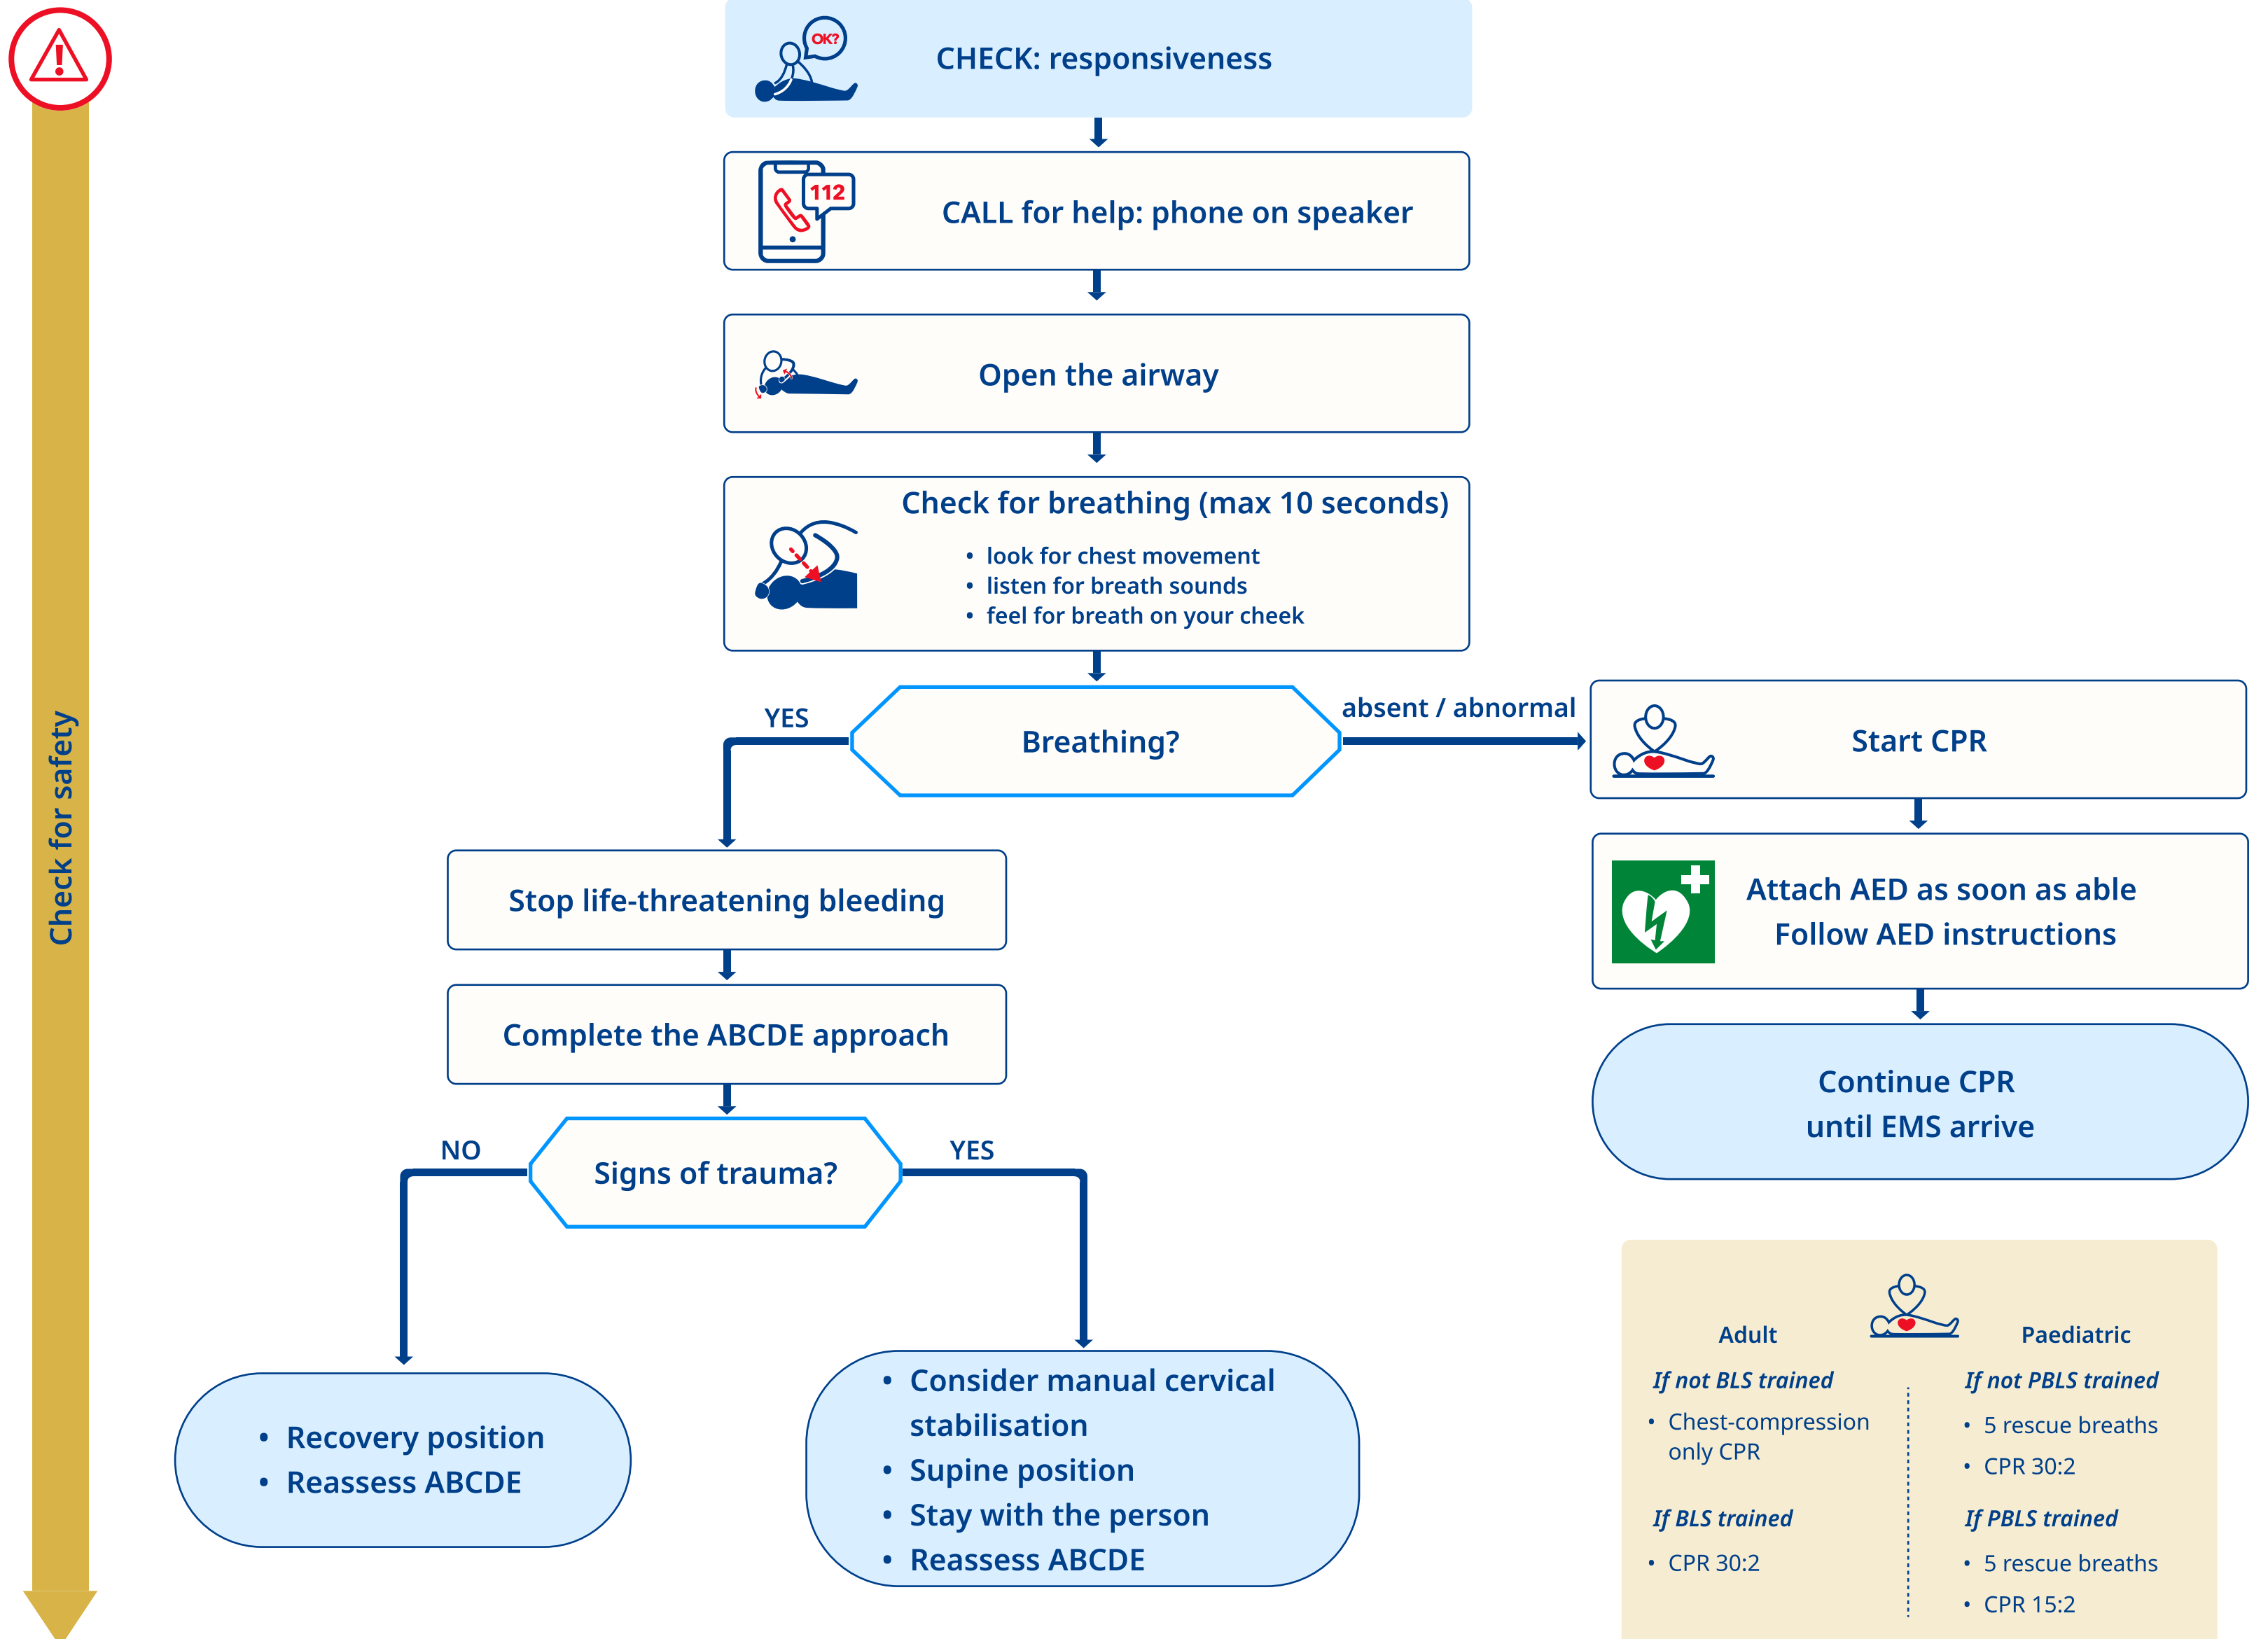 OK?
CHECK: responsiveness
112
CALL for help: phone on speaker
Open the airway
Check for breathing (max 10 seconds)
• look for chest movement
• listen for breath sounds
• feel for breath on your cheek
Check for safety
YES
Breathing?
absent / abnormal
Start CPR
Stop life-threatening bleeding
Attach AED as soon as able
Follow AED instructions
Complete the ABCDE approach
Continue CPR
until EMS arrive
NO
Signs of trauma?
YES
• Recovery position
• Reassess ABCDE
• Consider manual cervical
stabilisation
• Supine position
• Stay with the person
• Reassess ABCDE
Adult
If not BLS trained
• Chest-compression
only CPR
If BLS trained
• CPR 30:2
Paediatric
If not PBLS trained
• 5 rescue breaths
• CPR 30:2
If PBLS trained
• 5 rescue breaths
• CPR 15:2